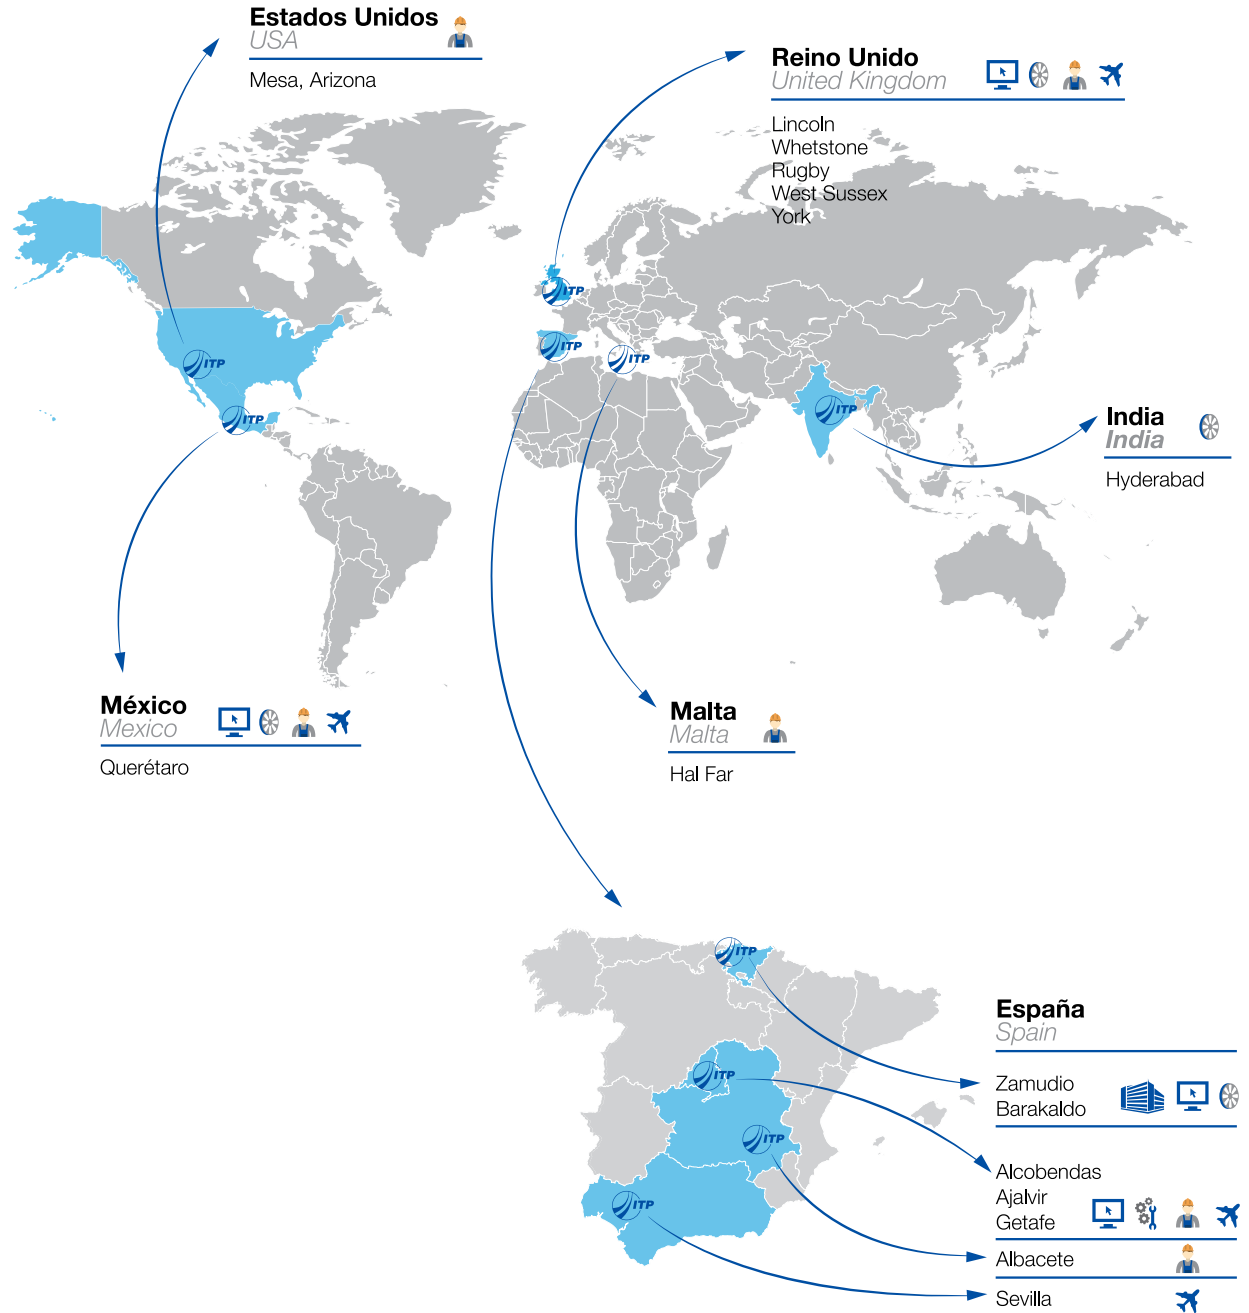 Estados Unidos
USA
Mesa, Arizona
Reino Unido
United Kingdom
Lincoln
Whetstone
Rugby
West Sussex
York
ITP
ITP
ITP
ITP
ITP
ITP
India
India
Hyderabad
México
Mexico
Querétaro
Malta
Malta
Hal Far
ITP
España
Spain
ITP
Zamudio
Barakaldo
ITP
Alcobendas
Ajalvir
Getafe
ITP
Albacete
Sevilla